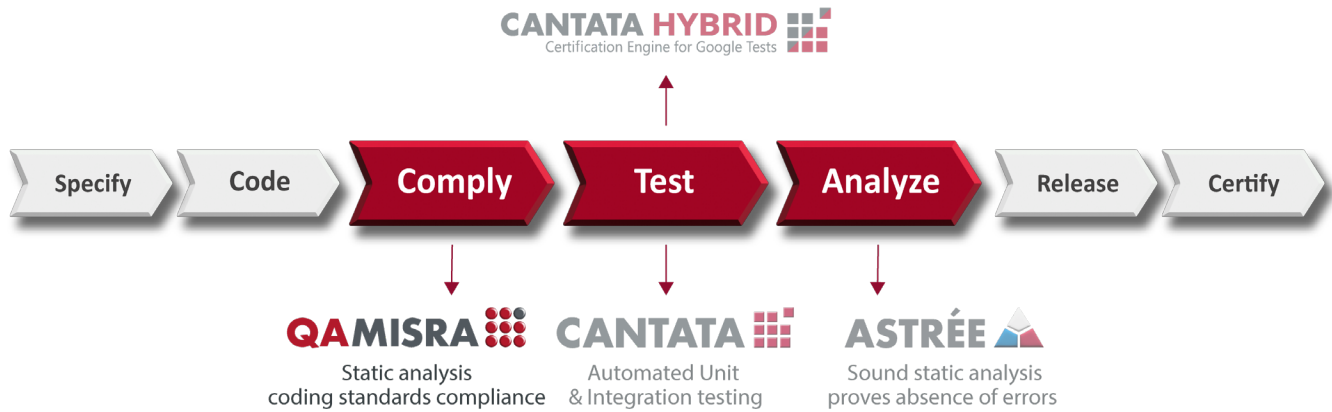 CANTATA HYBRID
Certification Engine for Google Tests
Specify
Code
Comply
Test
Analyze
Release
Certify
QAMISRA
Static analysis
coding standards compliance
CANTATA
Automated Unit
& Integration testing
ASTRÉE
Sound static analysis
proves absence of errors